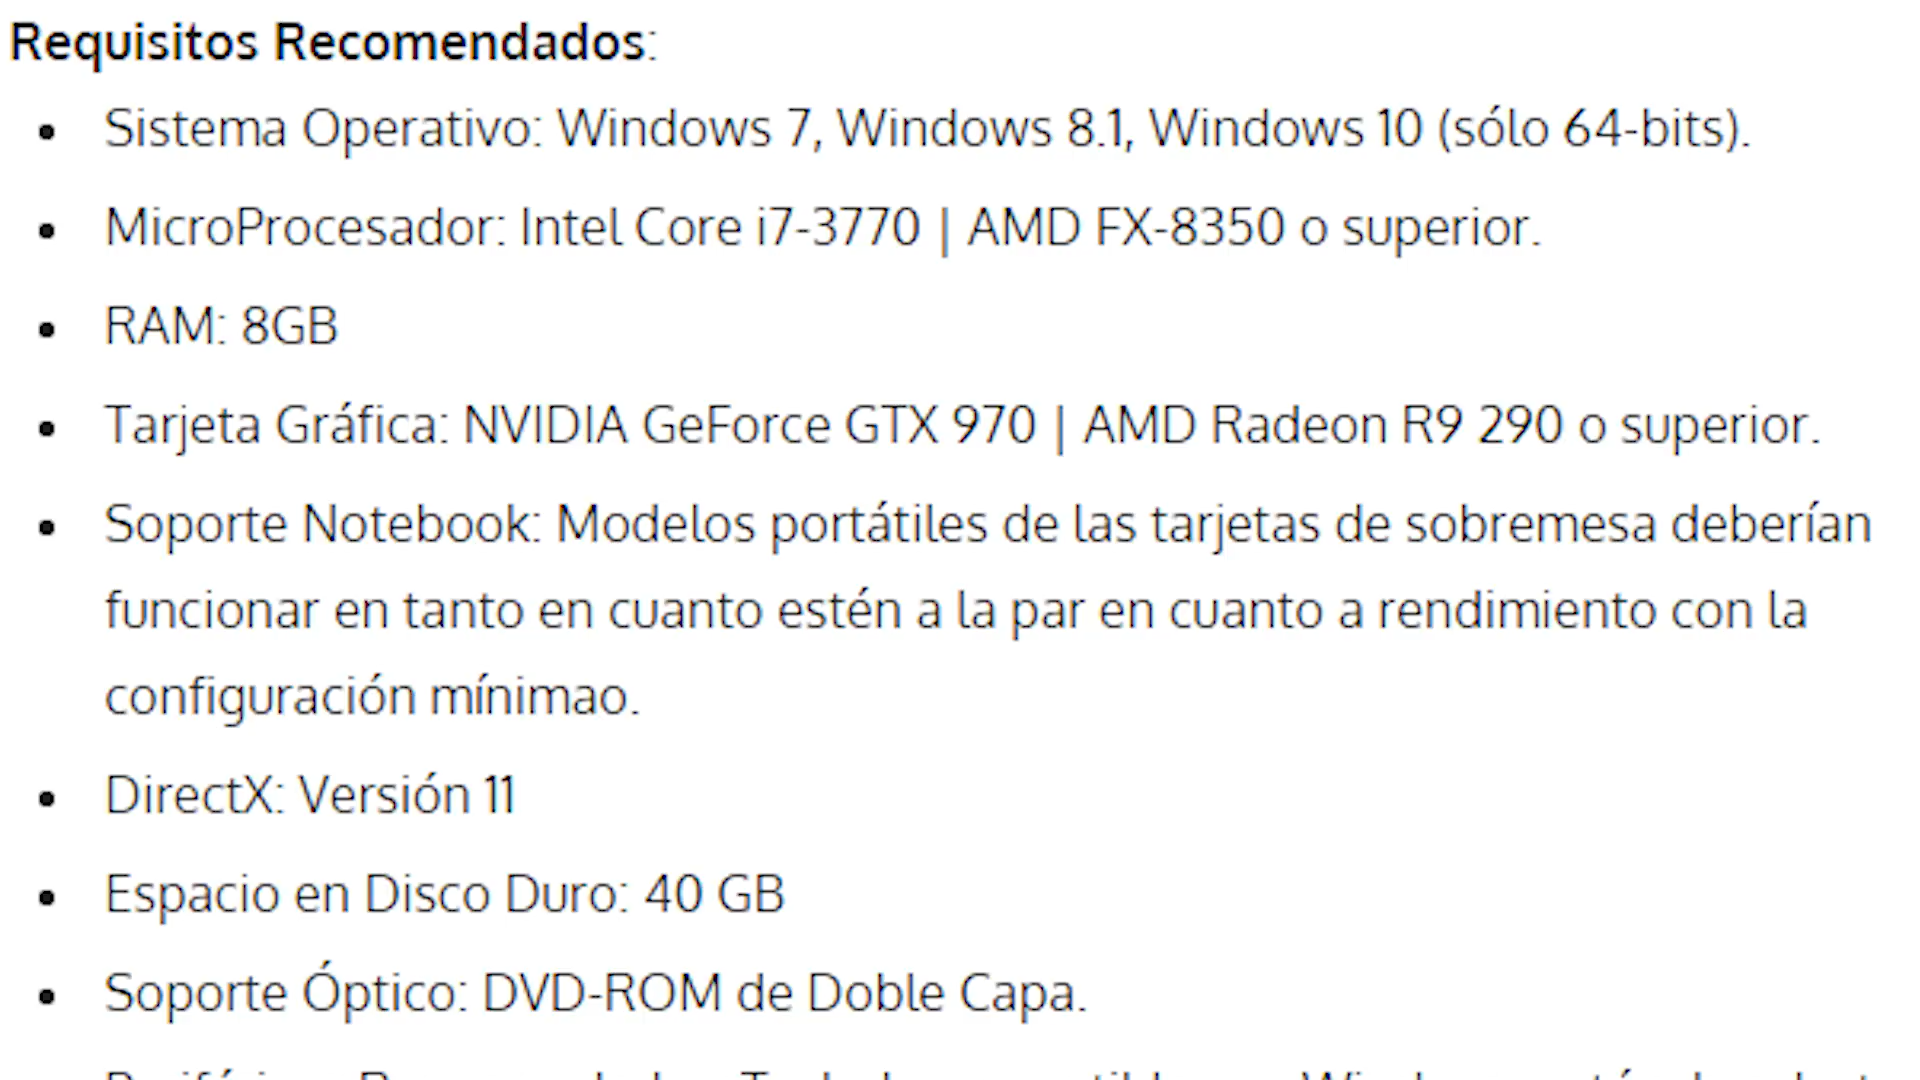 Requisitos Recomendados:
• Sistema Operativo: Windows 7, Windows 8.1, Windows 10 (sólo 64-bits).
• MicroProcesador: Intel Core i7-3770 | AMD FX-8350 o superior.
• RAM: 8GB
• Tarjeta Gráfica: NVIDIA GeForce GTX 970 | AMD Radeon R9 290 o superior.
• Soporte Notebook: Modelos portátiles de las tarjetas de sobremesa deberían
funcionar en tanto en cuanto estén a la par en cuanto a rendimiento con la
configuración mínimao.
• DirectX: Versión 11
• Espacio en Disco Duro: 40 GB
• Soporte Óptico: DVD-ROM de Doble Capa.